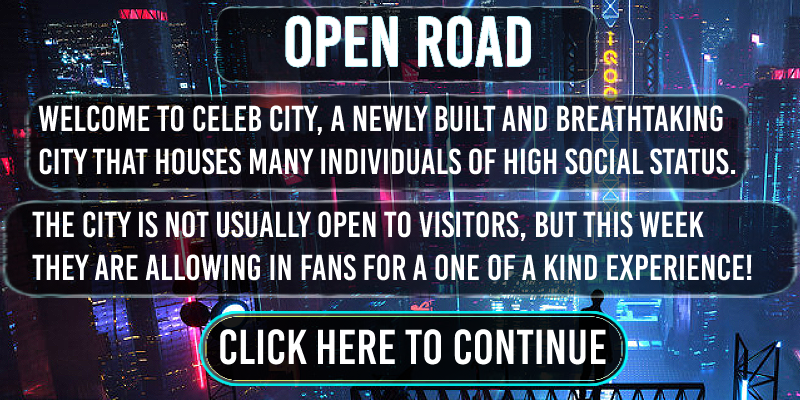 OPEN ROAD
WELCOME TO CELEB CITY, A NEWLY BUILT AND BREATHTAKING
CITY THAT HOUSES MANY INDIVIDUALS OF HIGH SOCIAL STATUS.
THE CITY IS NOT USUALLY OPEN TO VISITORS, BUT THIS WEEK
THEY ARE ALLOWING IN FANS FOR A ONE OF A KIND EXPERIENCE!
CLICK HERE TO CONTINUE